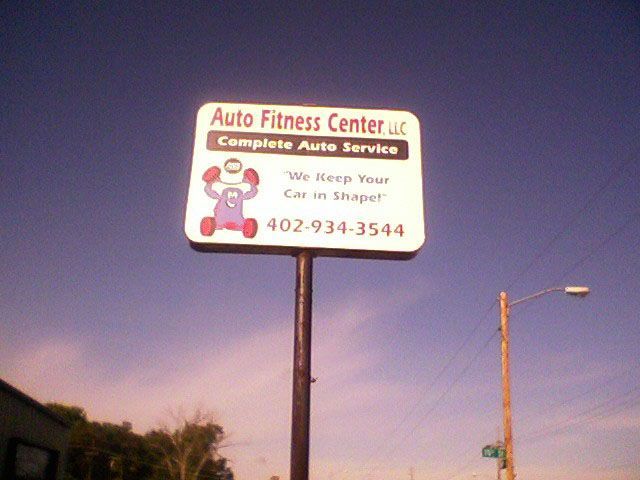 Auto Fitness Center, LLC
Complete Auto Service
"We Keep Your
Car in Shape!"
402-934-3544